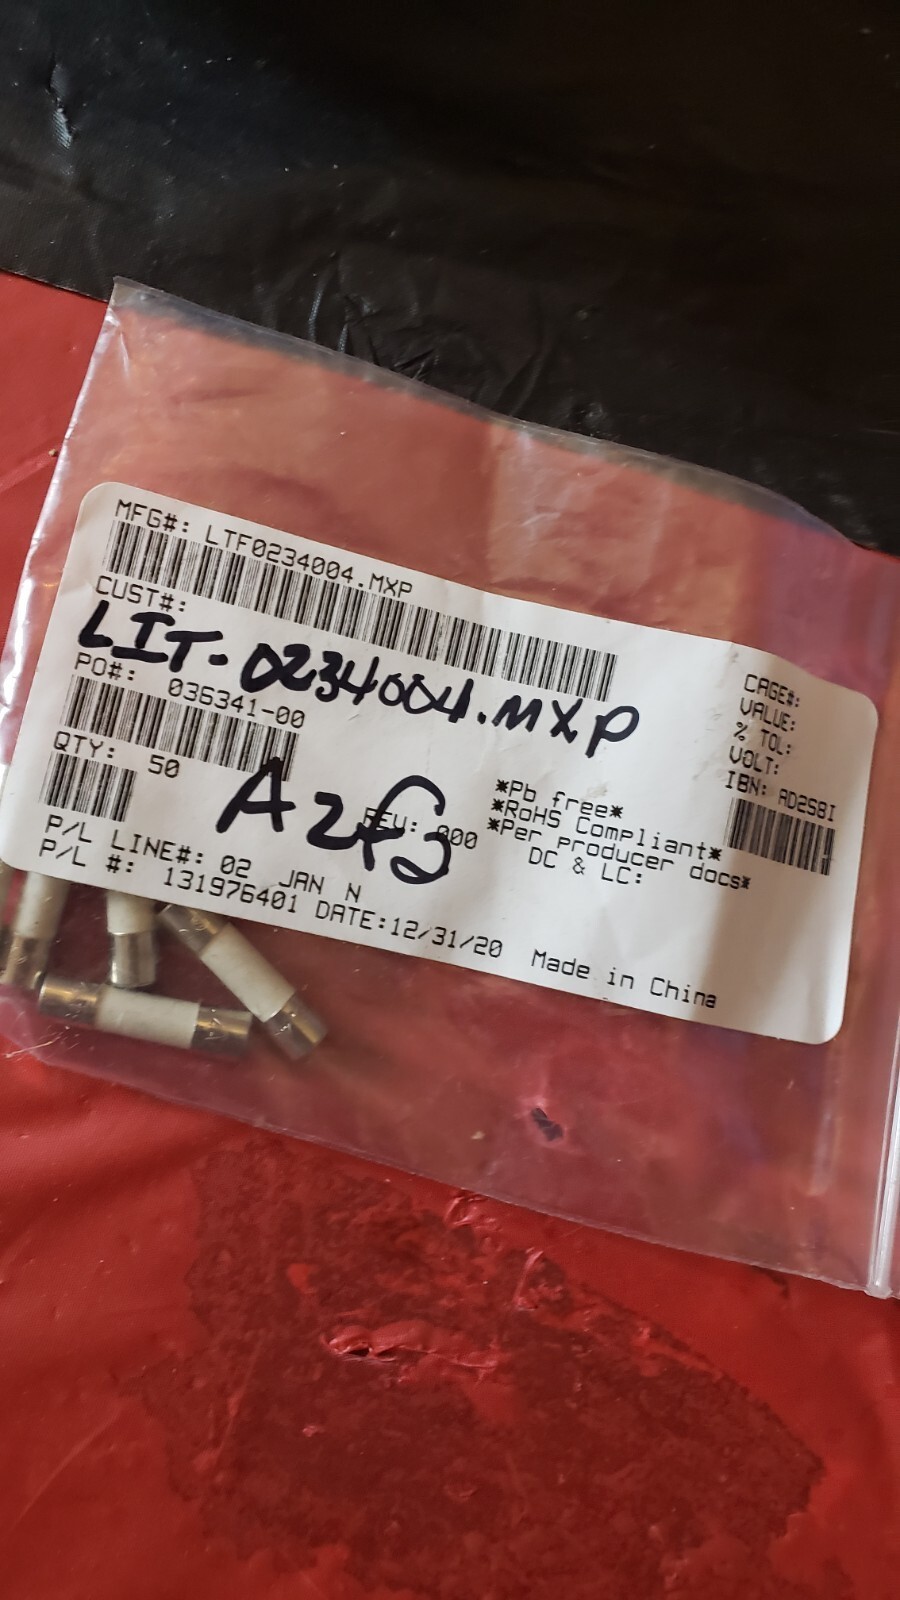 MFG#: LTF0234004.MXP
CUST#:
LIT-0234004.MXP
PO#: 036341-00
QTY: 50
REV: 000
P/L LINE#: 02 JAN N
P/L #: 131976401 DATE:12/31/20
*Pb free*
*RoHS Compliant*
*Per producer docs*
DC & LC:
Made in China
CAGE#:
VALUE:
% TOL:
VOLT:
IBN: AD2S8I